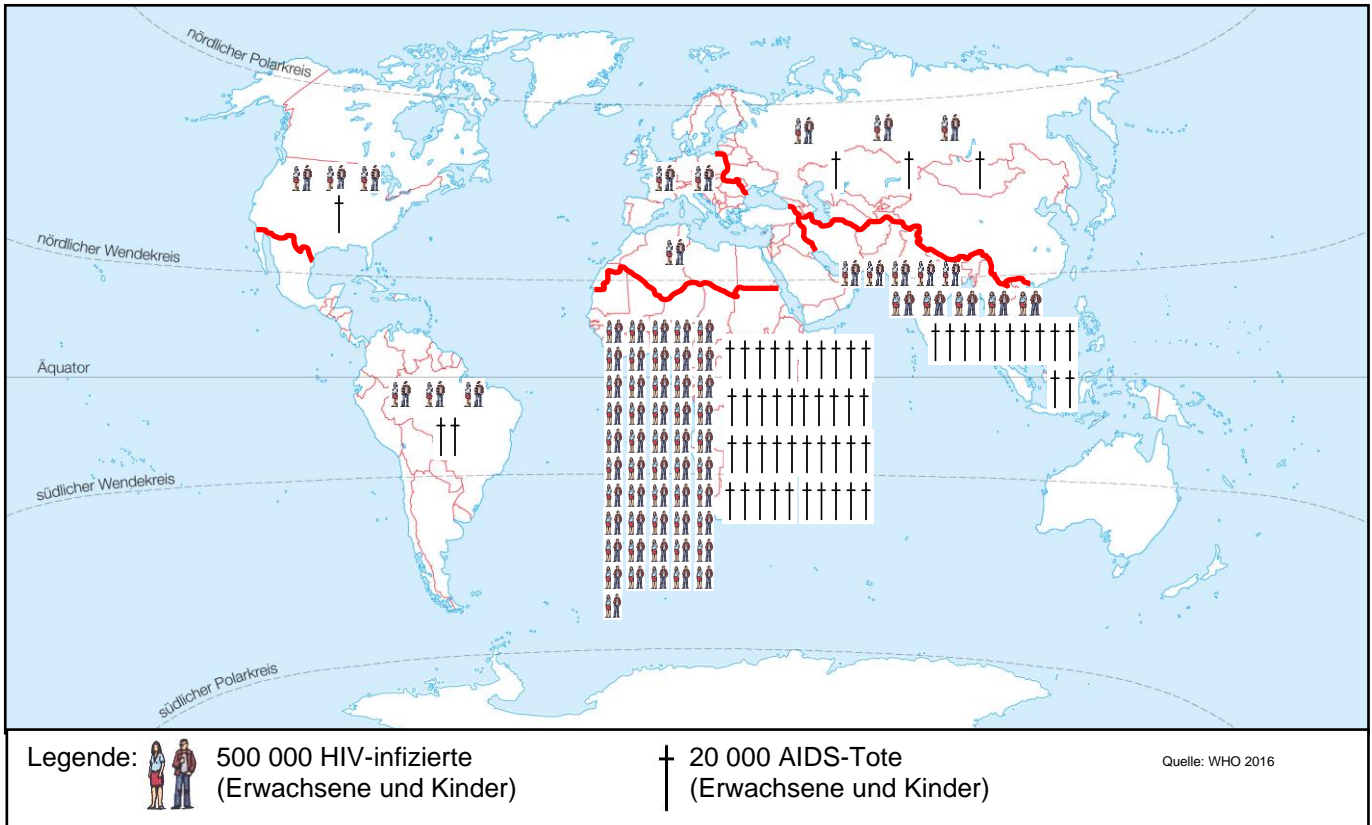 nördlicher Polarkreis
nördlicher Wendekreis
Äquator
südlicher Wendekreis
südlicher Polarkreis
Legende:
500 000 HIV-infizierte
(Erwachsene und Kinder)
20 000 AIDS-Tote
(Erwachsene und Kinder)
Quelle: WHO 2016